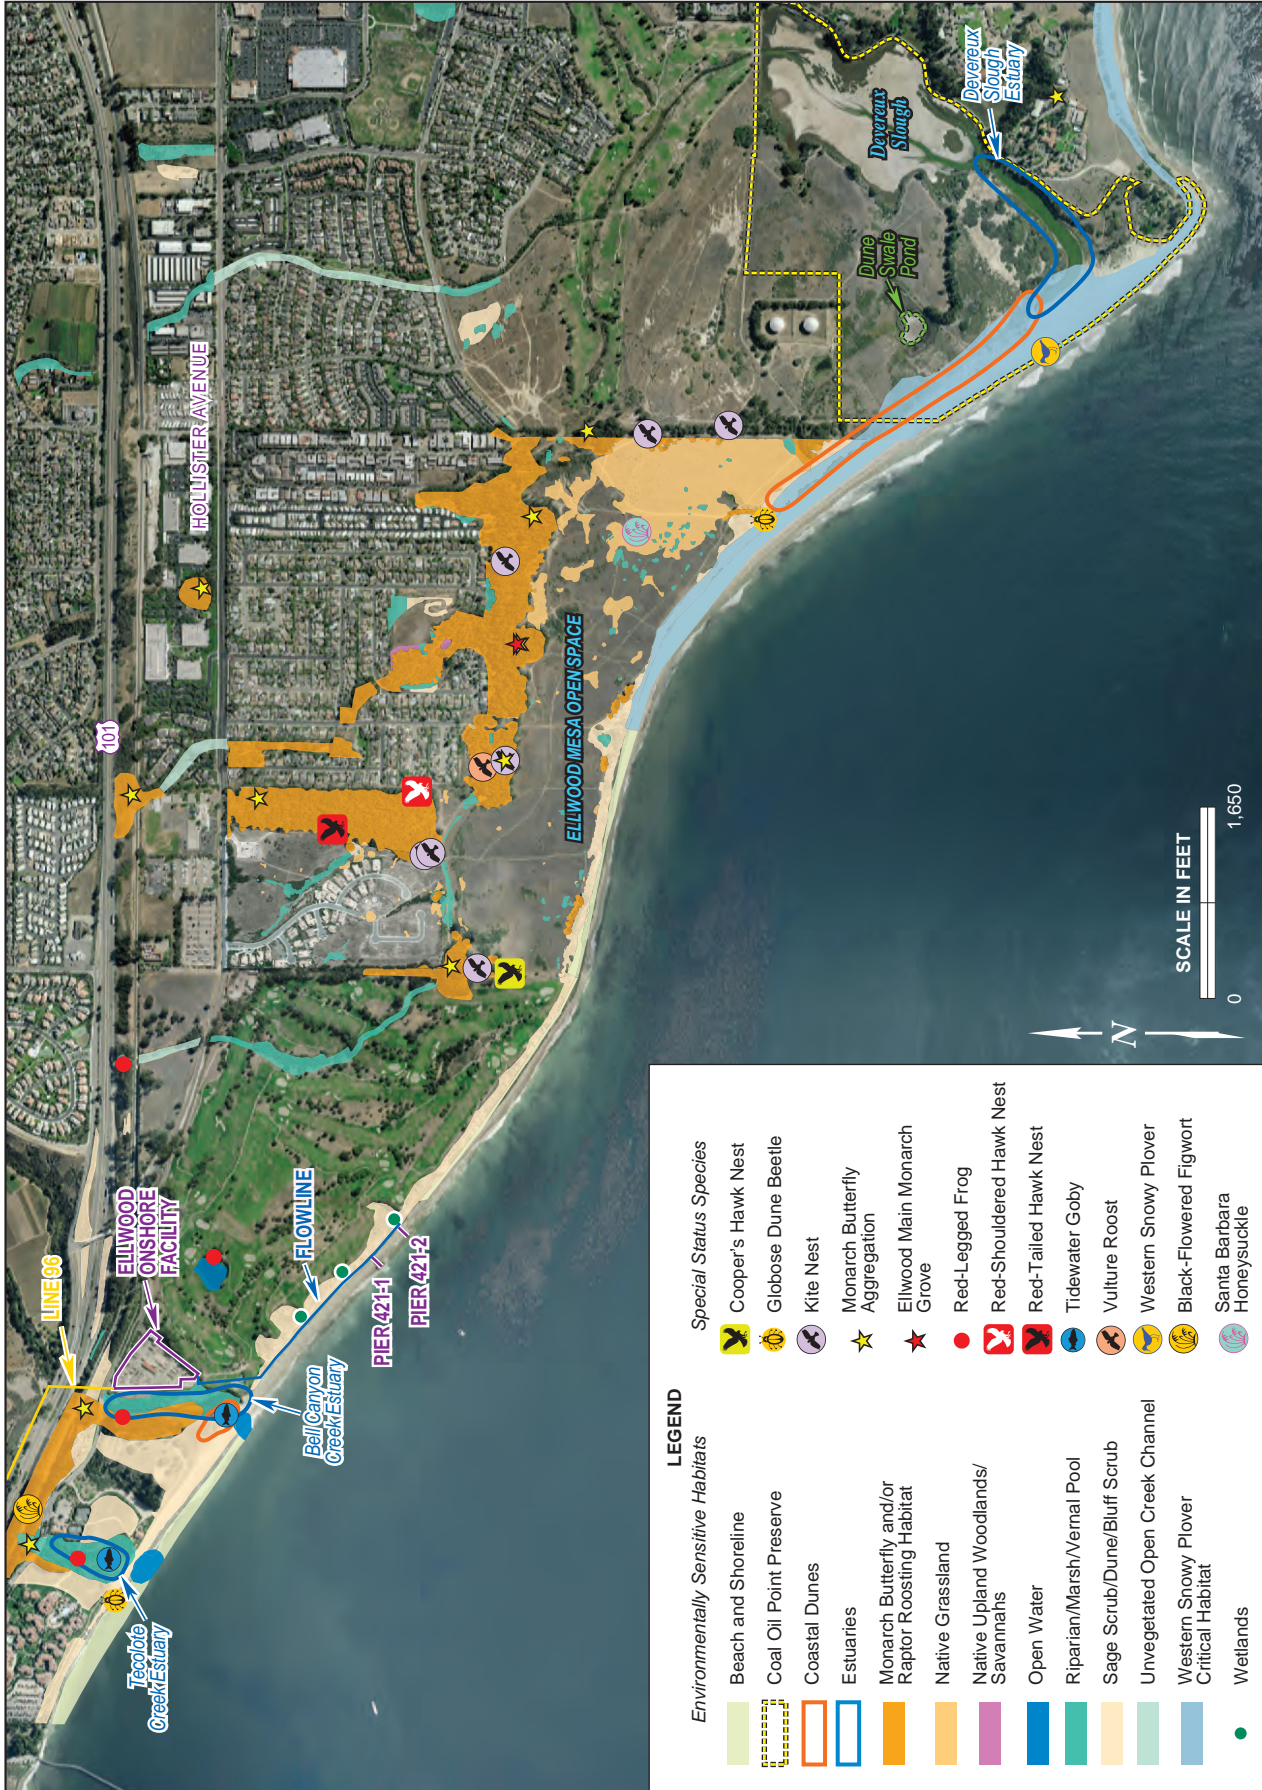 LINE 96
ELLWOOD
ONSHORE
FACILITY
101
HOLLISTER AVENUE
Tecolote
Creek Estuary
Bell Canyon
Creek Estuary
FLOWLINE
PIER 421-1
PIER 421-2
ELLWOOD MESA OPEN SPACE
Dune
Swale
Pond
Devereux
Slough
Devereux
Slough
Estuary
LEGEND
Environmentally Sensitive Habitats
Beach and Shoreline
Coal Oil Point Preserve
Coastal Dunes
Estuaries
Monarch Butterfly and/or
Raptor Roosting Habitat
Native Grassland
Native Upland Woodlands/
Savannahs
Open Water
Riparian/Marsh/Vernal Pool
Sage Scrub/Dune/Bluff Scrub
Unvegetated Open Creek Channel
Western Snowy Plover
Critical Habitat
Wetlands
Special Status Species
Cooper's Hawk Nest
Globose Dune Beetle
Kite Nest
Monarch Butterfly
Aggregation
Ellwood Main Monarch
Grove
Red-Legged Frog
Red-Shouldered Hawk Nest
Red-Tailed Hawk Nest
Tidewater Goby
Vulture Roost
Western Snowy Plover
Black-Flowered Figwort
Santa Barbara
Honeysuckle
N
SCALE IN FEET
0
1,650